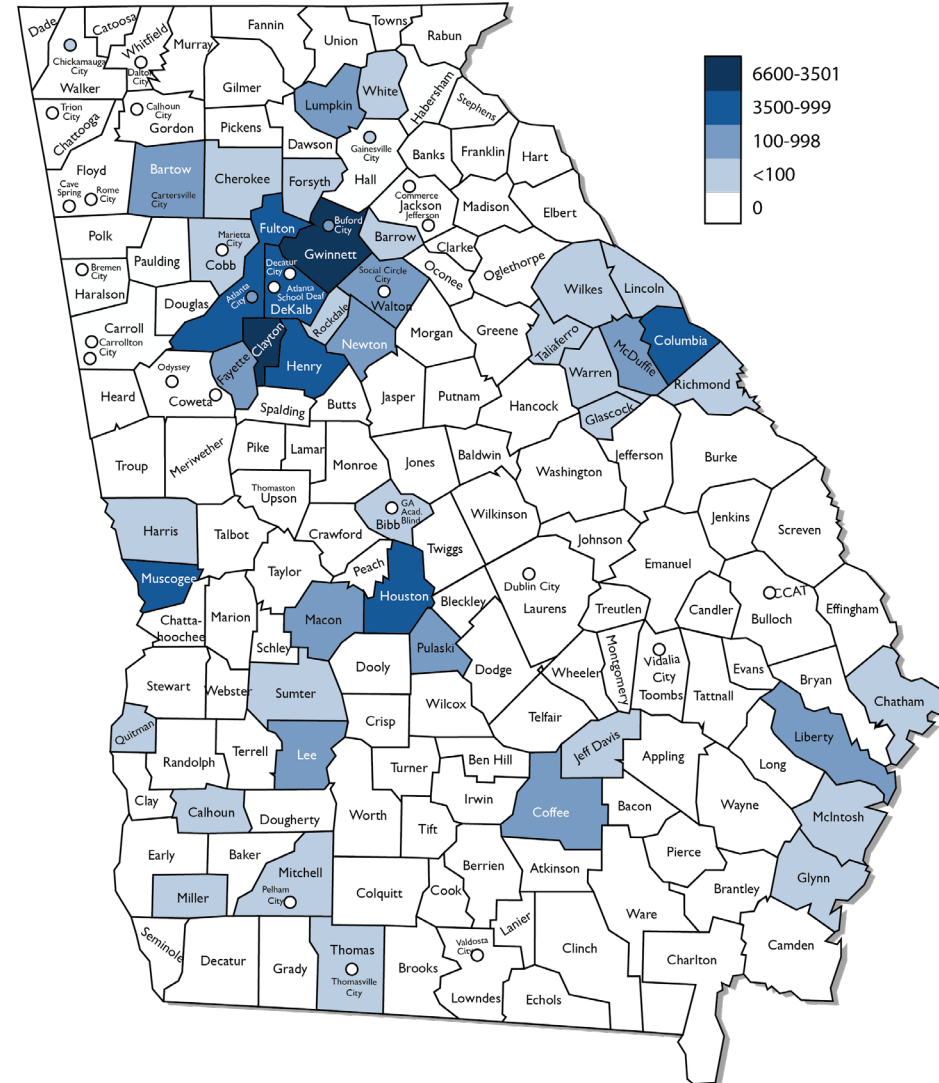 Dade
Catoosa
Whitfield
Murray
Fannin
Union
Towns
Rabun
Chickamauga
City
Dalton
City
Walker
Gilmer
Lumpkin
White
Habersham
Stephens
6600-3501
3500-999
100-998
<100
0
Trion
City
Chattooga
Calhoun
City
Gordon
Pickens
Dawson
Gainesville
City
Hall
Banks
Franklin
Hart
Floyd
Cave
Spring
Rome
City
Bartow
Cartersville
City
Cherokee
Forsyth
Commerce
Jackson
Jefferson
Madison
Elbert
Polk
Paulding
Marietta
City
Cobb
Fulton
Buford
City
Gwinnett
Barrow
Clarke
Oconee
Oglethorpe
Bremen
City
Haralson
Douglas
Atlanta
City
Decatur
City
Atlanta
School Deaf
DeKalb
Rockdale
Social Circle
City
Walton
Wilkes
Lincoln
Carroll
Carrollton
City
Clayton
Henry
Newton
Morgan
Greene
Taliaferro
McDuffie
Columbia
Warren
Richmond
Glascock
Heard
Odyssey
Coweta
Fayette
Spalding
Butts
Jasper
Putnam
Hancock
Troup
Meriwether
Pike
Lamar
Monroe
Jones
Baldwin
Washington
Jefferson
Burke
Thomaston
Upson
Harris
Talbot
Crawford
GA
Acad.
Blind
Bibb
Twiggs
Wilkinson
Johnson
Jenkins
Screven
Emanuel
Muscogee
Taylor
Peach
Houston
Bleckley
Dublin City
Laurens
Treutlen
Candler
CCAT
Bulloch
Effingham
Chatta-
hoochee
Marion
Schley
Macon
Pulaski
Dooly
Dodge
Wheeler
Montgomery
Vidalia
City
Toombs
Tattnall
Evans
Bryan
Chatham
Stewart
Webster
Sumter
Crisp
Wilcox
Telfair
Jeff Davis
Appling
Liberty
Long
Quitman
Randolph
Terrell
Lee
Turner
Ben Hill
Irwin
Coffee
Bacon
Wayne
McIntosh
Clay
Calhoun
Dougherty
Worth
Tift
Early
Baker
Mitchell
Pelham
City
Miller
Colquitt
Cook
Berrien
Atkinson
Pierce
Brantley
Glynn
Ware
Lanier
Seminole
Decatur
Grady
Thomas
Thomasville
City
Brooks
Valdosta
City
Lowndes
Echols
Clinch
Charlton
Camden